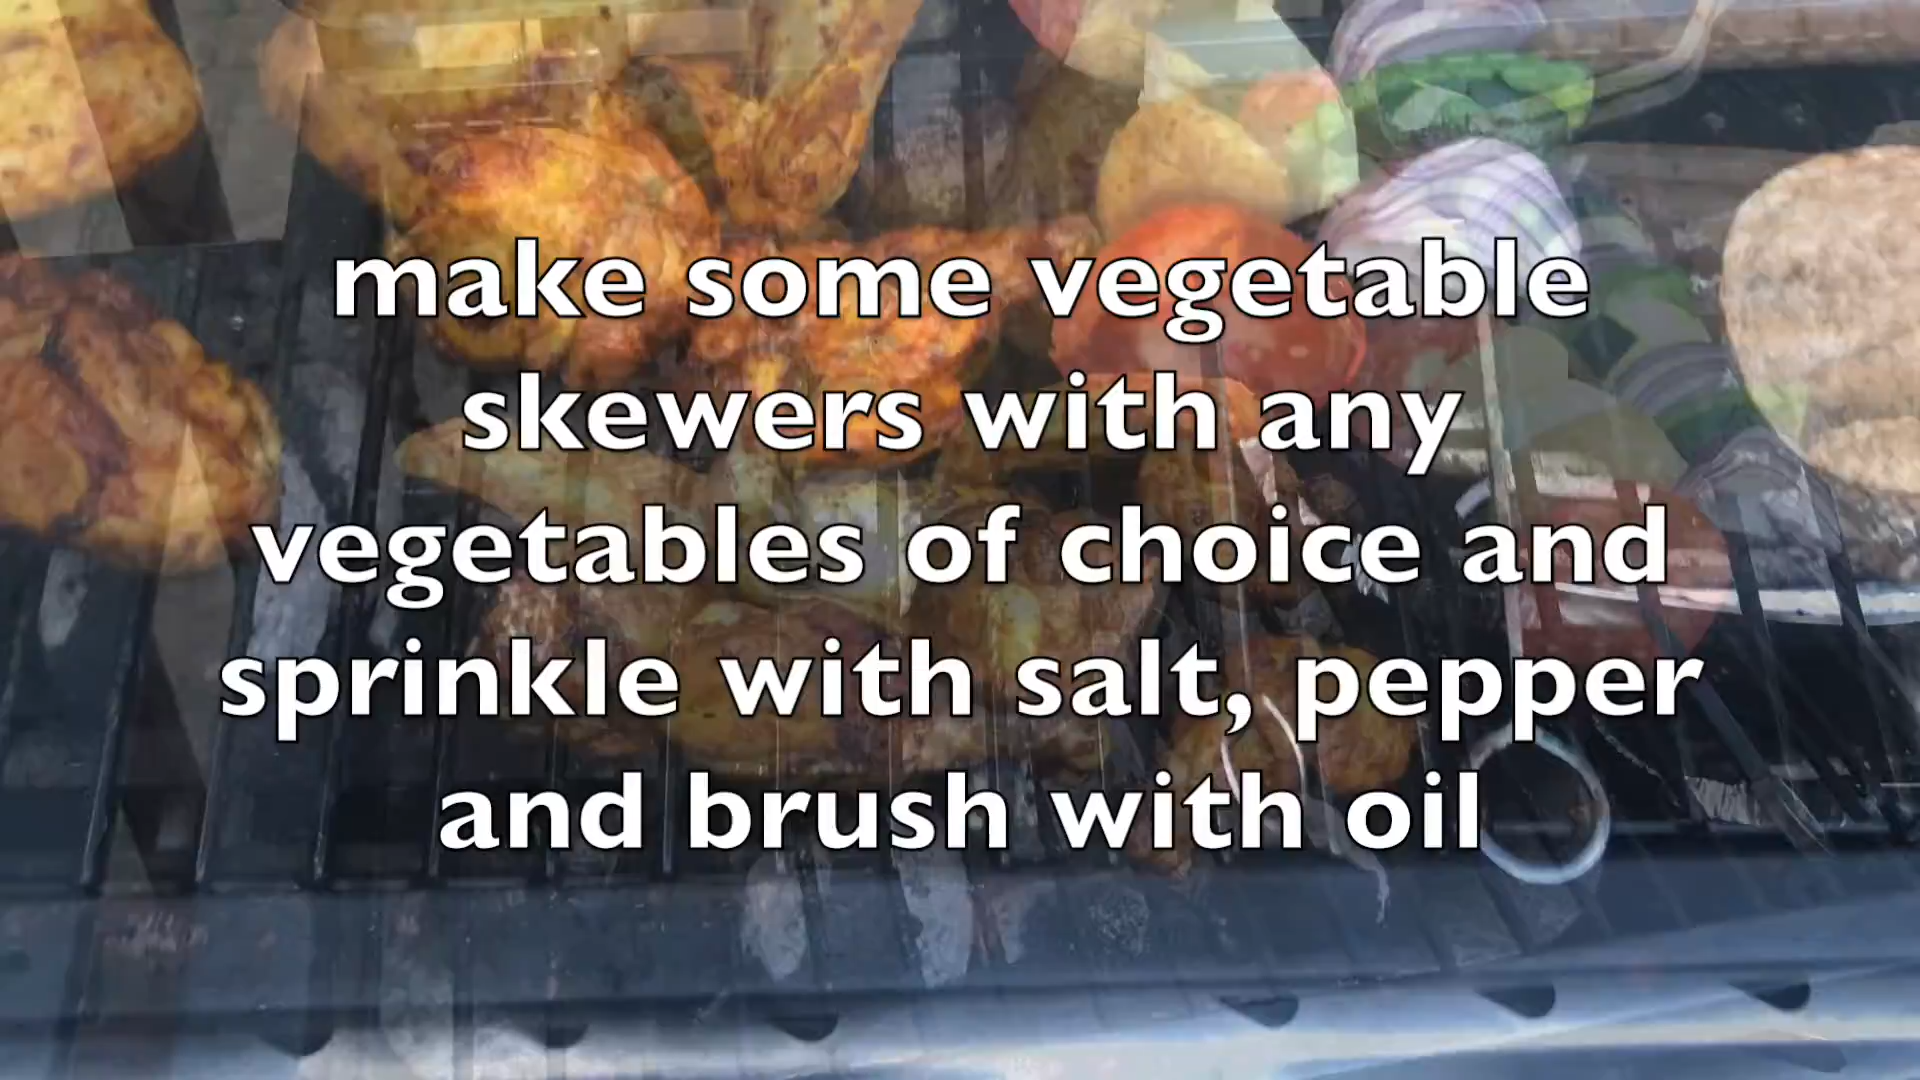 make some vegetable
skewers with any
vegetables of choice and
sprinkle with salt, pepper
and brush with oil